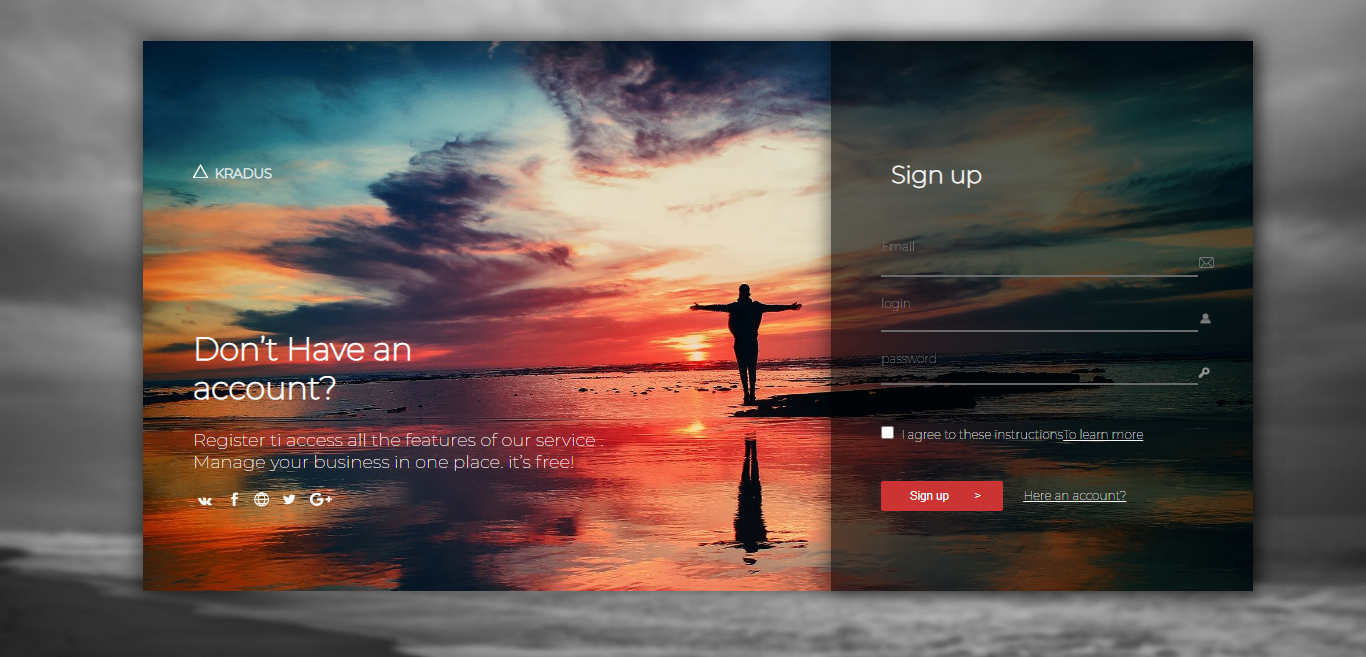 KRADUS
Don't Have an
account?
Register ti access all the features of our service .
Manage your business in one place. it's free!
Sign up
Email
login
password
I agree to these instructionsTo learn more
Sign up >
Here an account?